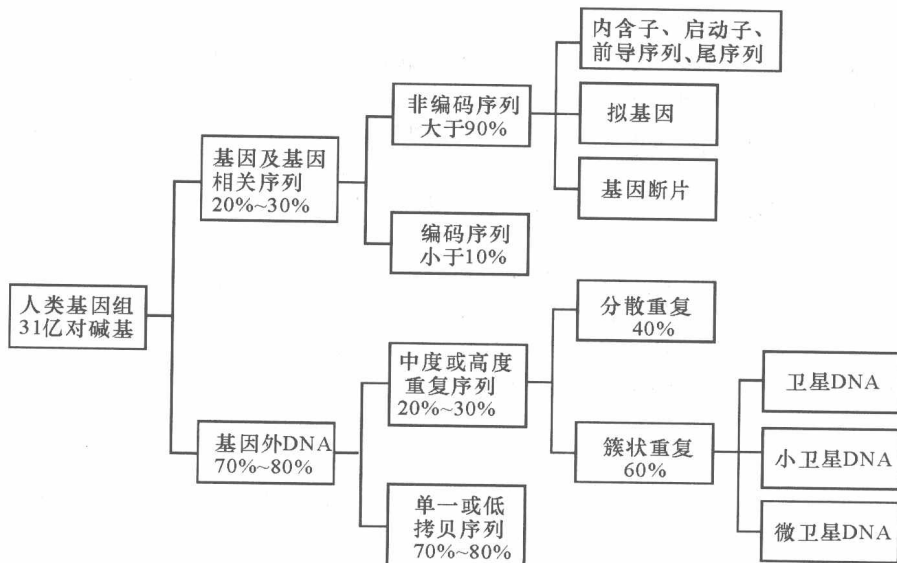 内含子、启动子、
前导序列、尾序列
非编码序列
大于90%
拟基因
基因及基因
相关序列
20%~30%
基因断片
编码序列
小于10%
人类基因组
31亿对碱基
分散重复
40%
中度或高度
重复序列
20%~30%
卫星DNA
基因外DNA
70%~80%
簇状重复
60%
小卫星DNA
单一或低
拷贝序列
70%~80%
微卫星DNA